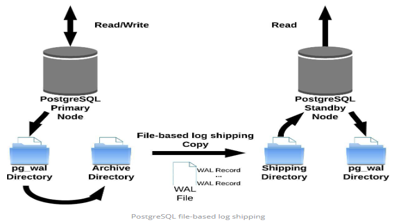 Read/Write
Read
PostgreSQL
Primary
Node
PostgreSQL
Standby
Node
File-based log shipping
Copy
pg_wal
Directory
Archive
Directory
WAL Record
...
WAL Record
WAL
File
Shipping
Directory
pg_wal
Directory
PostgreSQL file-based log shipping